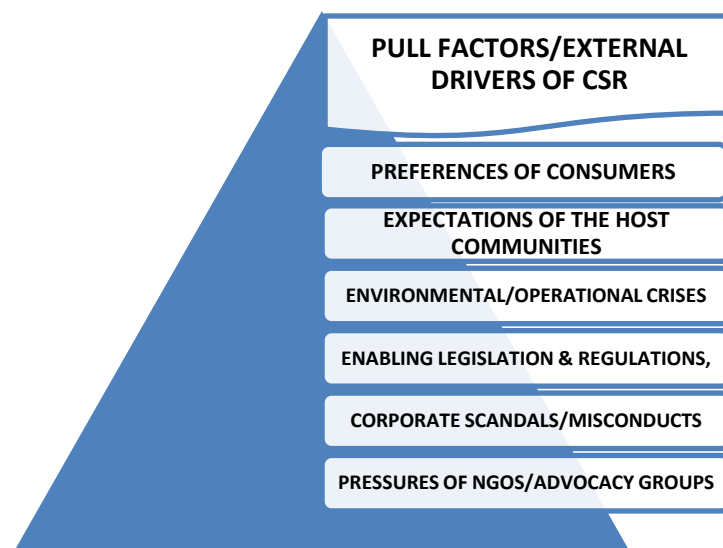 PULL FACTORS/EXTERNAL
DRIVERS OF CSR
PREFERENCES OF CONSUMERS
EXPECTATIONS OF THE HOST
COMMUNITIES
ENVIRONMENTAL/OPERATIONAL CRISES
ENABLING LEGISLATION & REGULATIONS,
CORPORATE SCANDALS/MISCONDUCTS
PRESSURES OF NGOS/ADVOCACY GROUPS